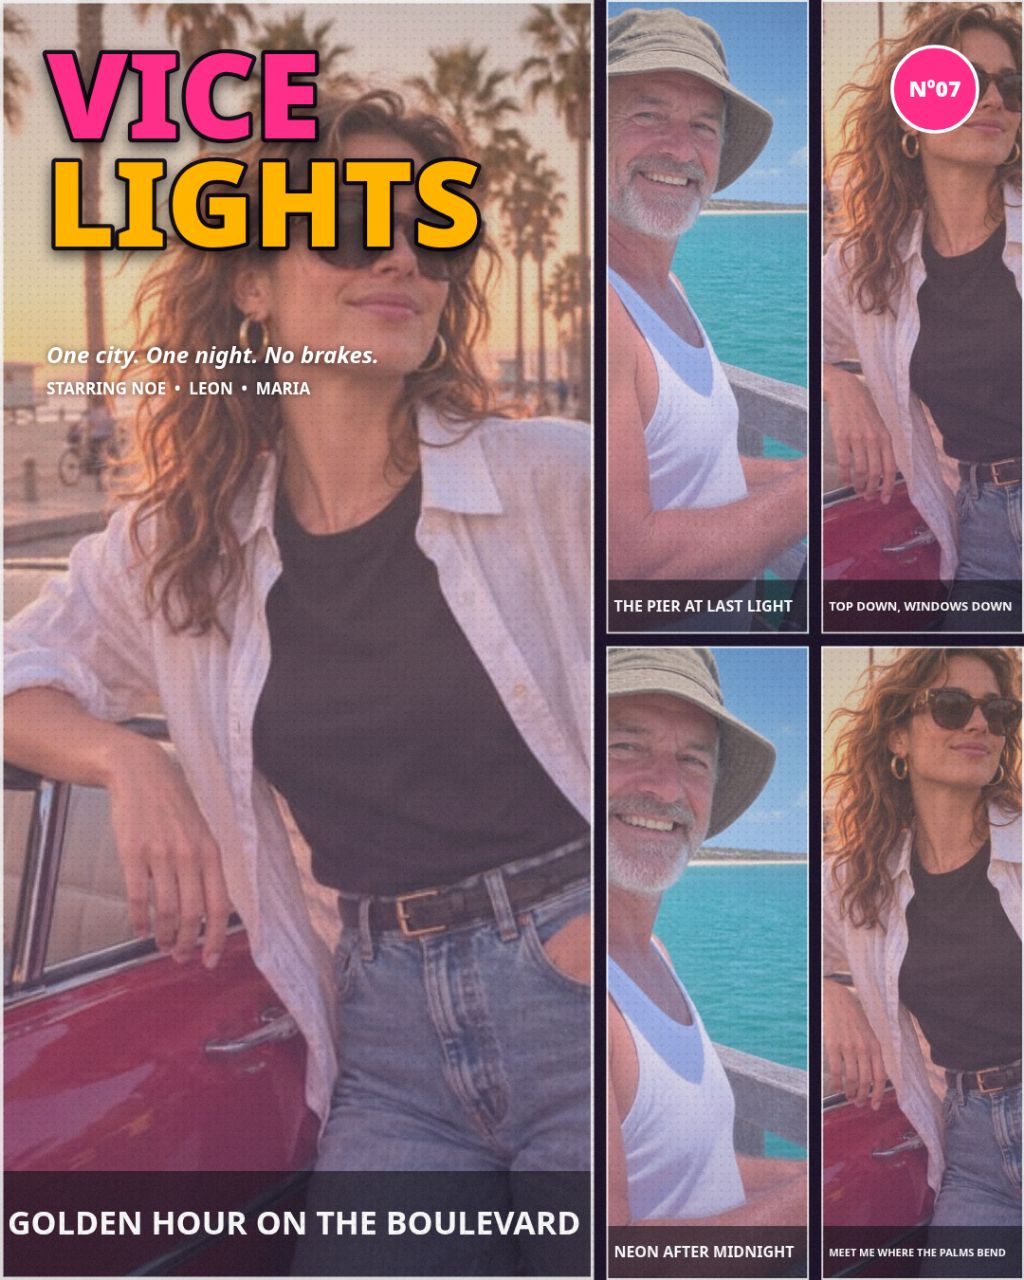 VICE
LIGHTS
One city. One night. No brakes.
STARRING NOE • LEON • MARIA
GOLDEN HOUR ON THE BOULEVARD
THE PIER AT LAST LIGHT
Nº07
TOP DOWN, WINDOWS DOWN
NEON AFTER MIDNIGHT
MEET ME WHERE THE PALMS BEND